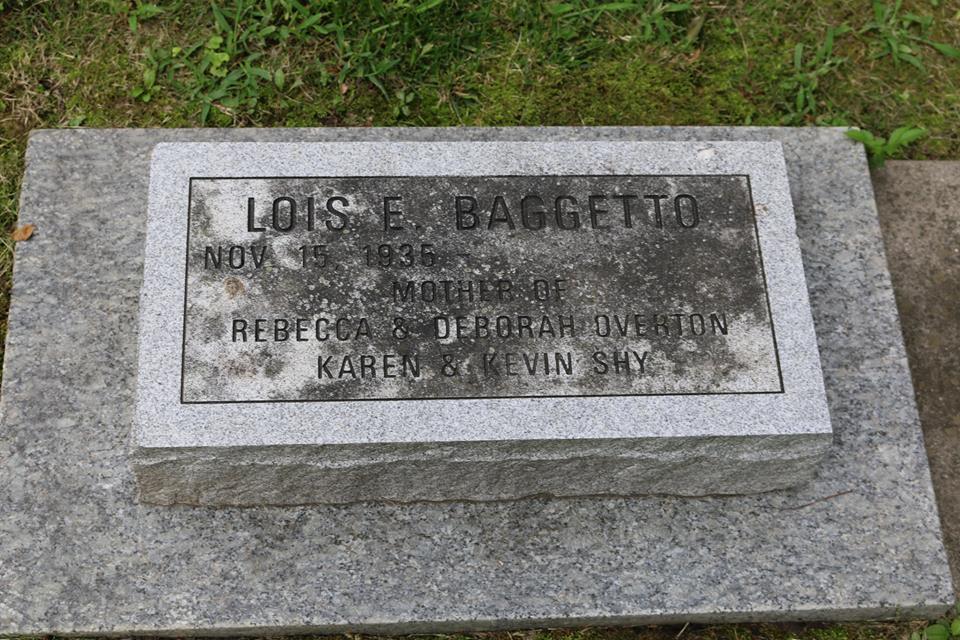 LOIS E. BAGGETTO
NOV. 15, 1935 -
MOTHER OF
REBECCA & DEBORAH OVERTON
KAREN & KEVIN SHY